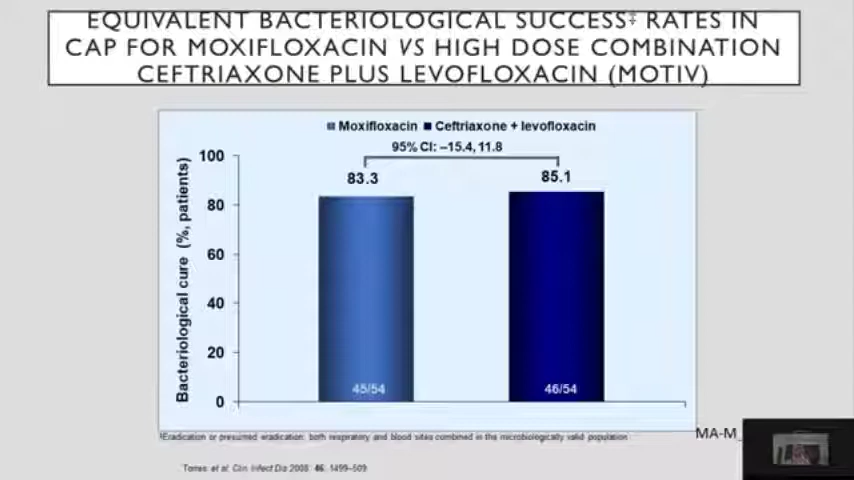 EQUIVALENT BACTERIOLOGICAL SUCCESS‡ RATES IN
CAP FOR MOXIFLOXACIN VS HIGH DOSE COMBINATION
CEFTRIAXONE PLUS LEVOFLOXACIN (MOTIV)
Moxifloxacin Ceftriaxone + levofloxacin
95% CI: –15.4, 11.8
83.3
85.1
Bacteriological cure (%, patients)
100
80
60
40
20
0
45/54
46/54
‡Eradication or presumed eradication: both respiratory and blood sites combined in the microbiologically valid population
MA-M_
Torres et al. Clin Infect Dis 2008; 46: 1499–509